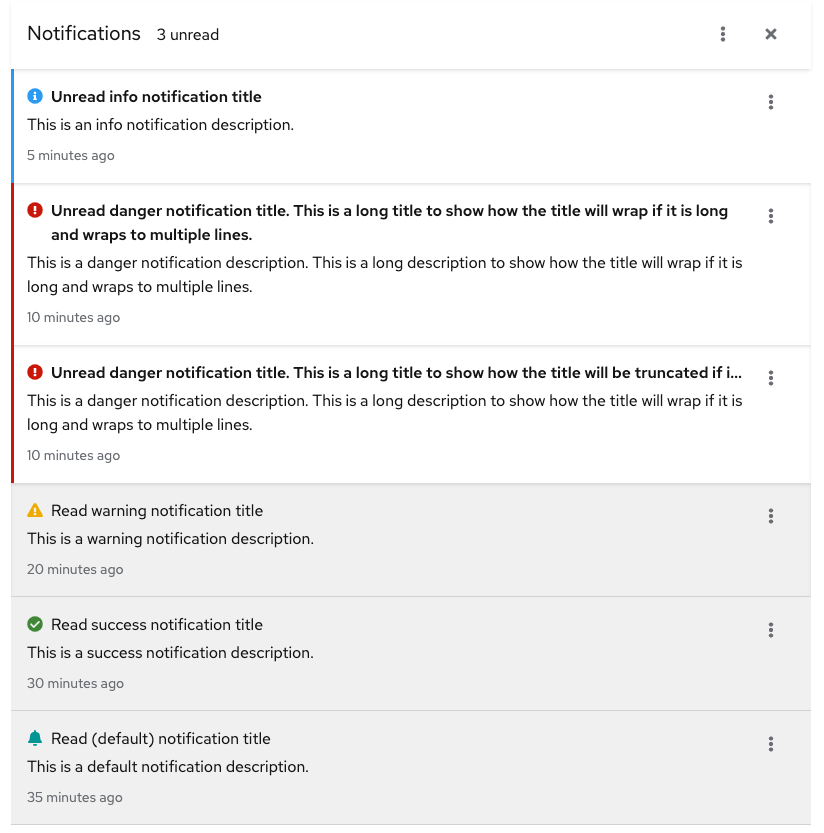 Notifications 3 unread
Unread info notification title
This is an info notification description.
5 minutes ago
Unread danger notification title. This is a long title to show how the title will wrap if it is long
and wraps to multiple lines.
This is a danger notification description. This is a long description to show how the title will wrap if it is
long and wraps to multiple lines.
10 minutes ago
Unread danger notification title. This is a long title to show how the title will be truncated if i...
This is a danger notification description. This is a long description to show how the title will wrap if it is
long and wraps to multiple lines.
10 minutes ago
Read warning notification title
This is a warning notification description.
20 minutes ago
Read success notification title
This is a success notification description.
30 minutes ago
Read (default) notification title
This is a default notification description.
35 minutes ago